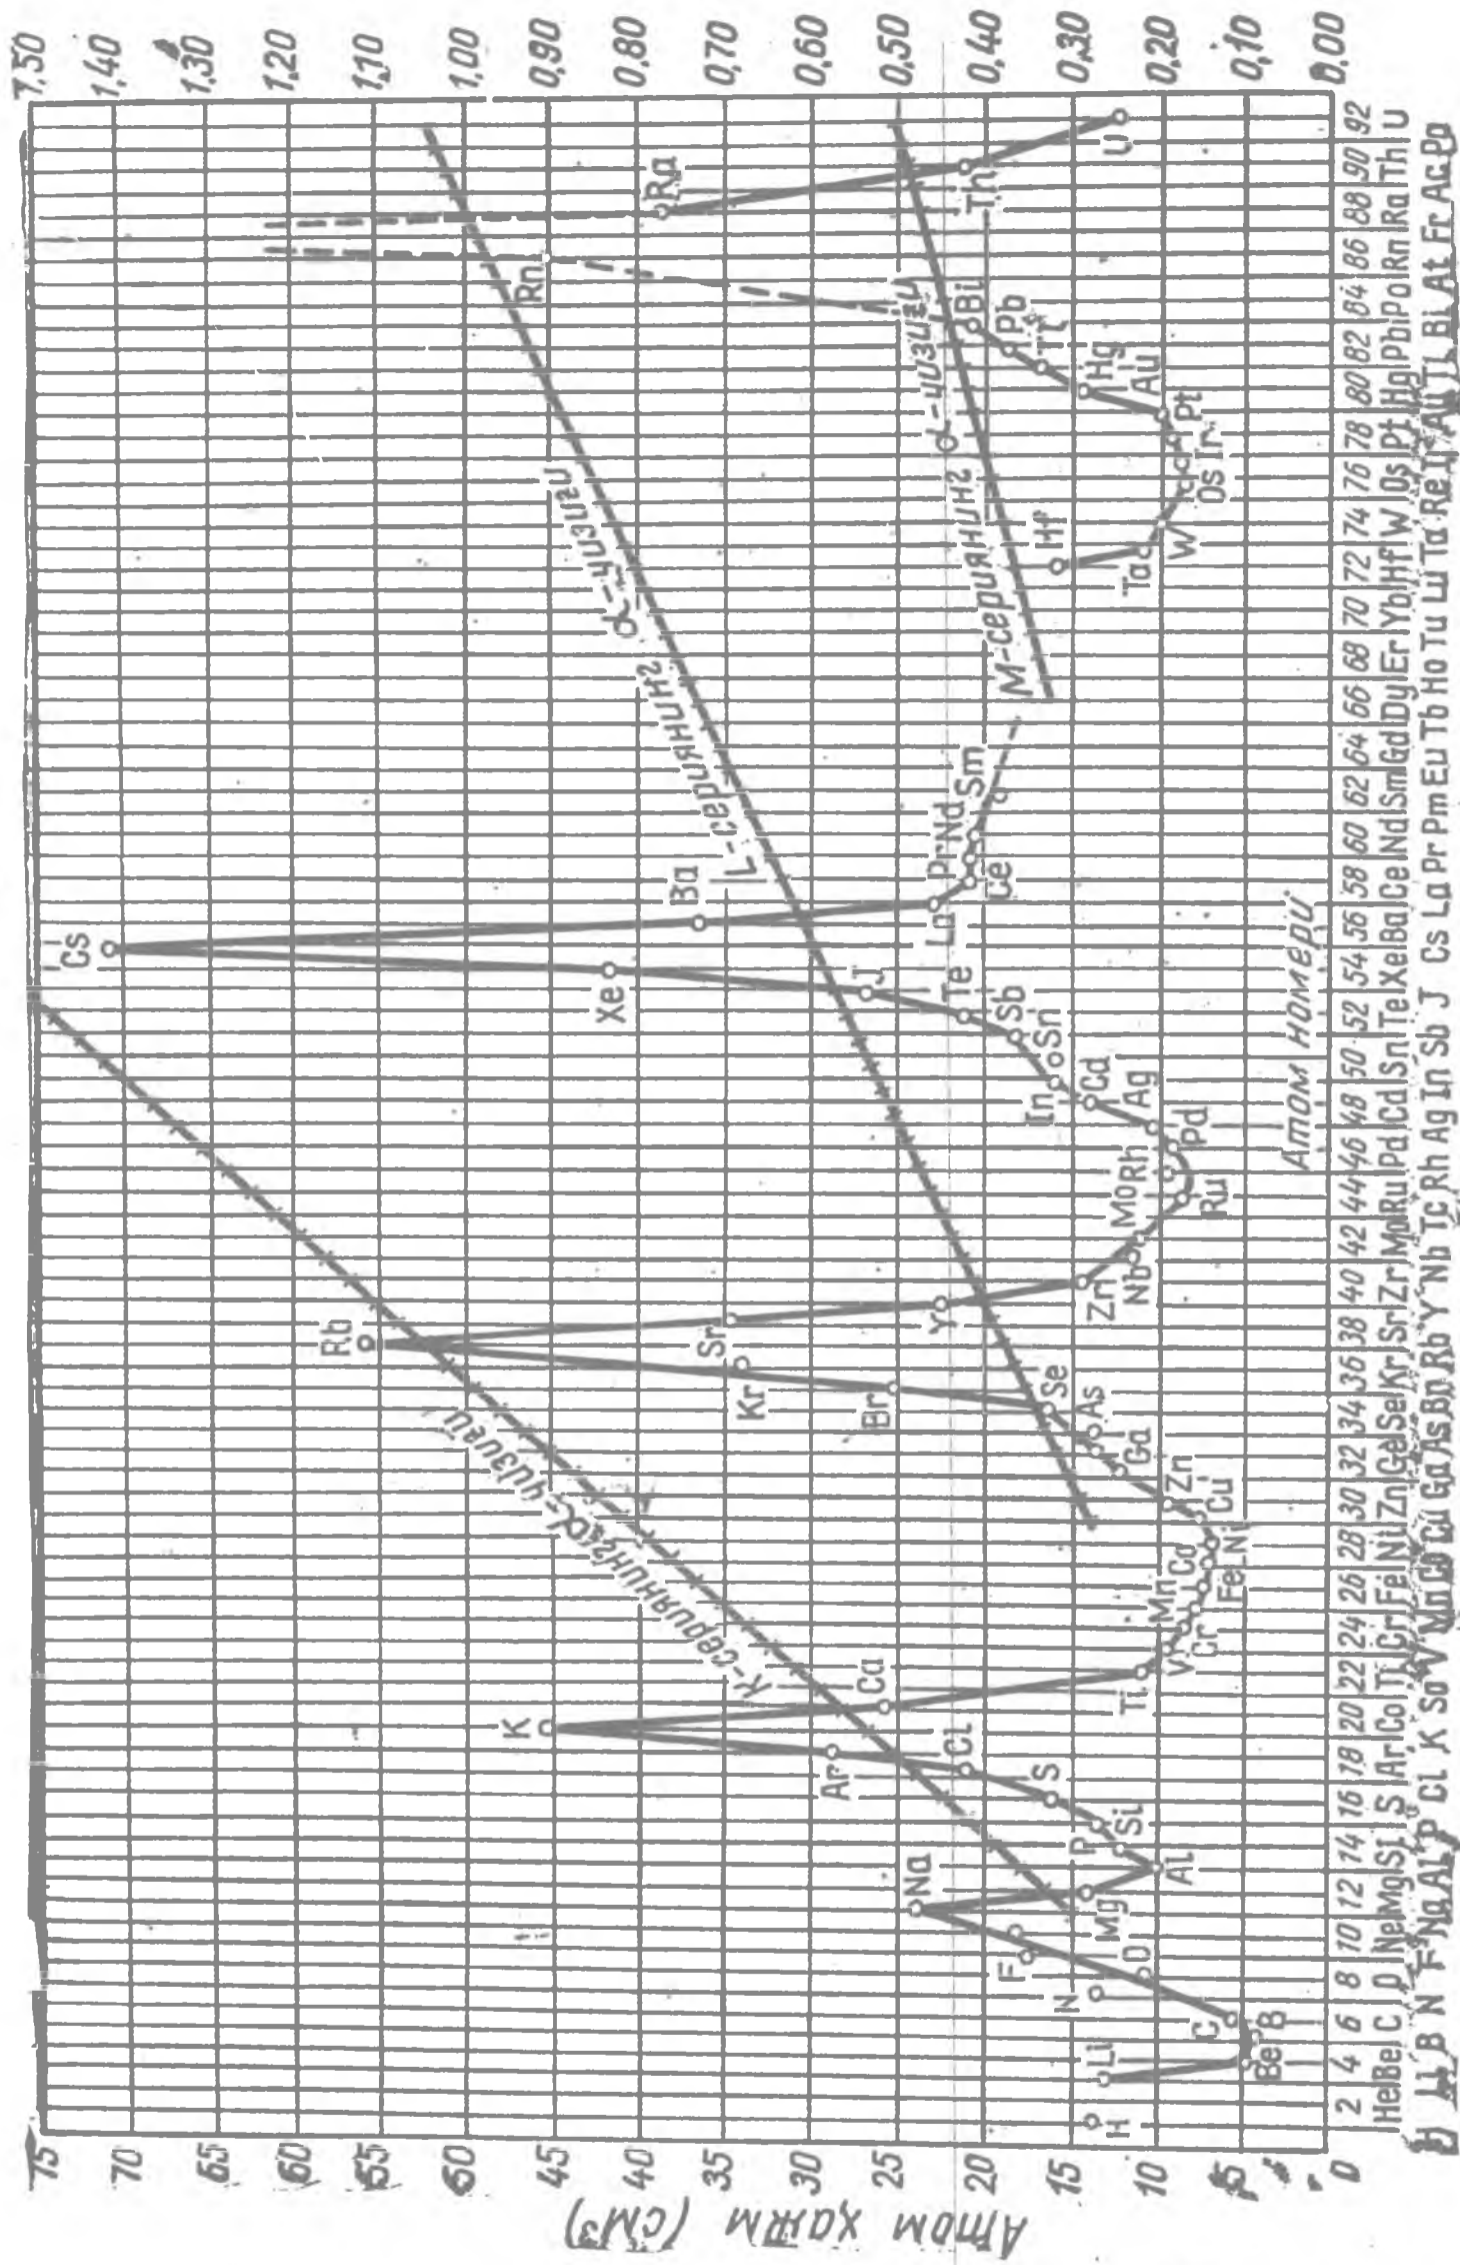 Атом ҳажм (см³)
75
70
65
60
55
50
45
40
35
30
25
20
15
10
5
0
1,50
1,40
1,30
1,20
1,10
1,00
0,90
0,80
0,70
0,60
0,50
0,40
0,30
0,20
0,10
0,00
К-сериянинг α-чизиғи
L-сериянинг α-чизиги
М-сериянинг α-чизиғи
H
Li
Be
B
C
N
O
F
Na
Mg
Al
Si
P
S
Cl
Ar
K
Ca
Ti
V
Cr
Mn
Fe
Co
Ni
Cu
Zn
Ga
As
Se
Br
Kr
Rb
Sr
Y
Zr
Nb
Mo
Ru
Rh
Pd
Ag
Cd
In
Sn
Sb
Te
J
Xe
Cs
Ba
La
Ce
Pr
Nd
Sm
Hf
Ta
W
Os
Ir
Pt
Au
Hg
Tl
Pb
Bi
Rn
Ra
Th
U
Атом номери
2 4 6 8 10 12 14 16 18 20 22 24 26 28 30 32 34 36 38 40 42 44 46 48 50 52 54 56 58 60 62 64 66 68 70 72 74 76 78 80 82 84 86 88 90 92
He Be C O Ne Mg Si S Ar Ca Ti Cr Fe Ni Zn Ge Se Kr Sr Zr Mo Ru Pd Cd Sn Te Xe Ba Ce Nd Sm Gd Dy Er Yb Hf W Os Pt Hg Pb Po Rn Ra Th U
H Li B N F Na Al P Cl K Sc V Mn Co Cu Ga As Br Rb Y Nb Tc Rh Ag In Sb J Cs La Pr Pm Eu Tb Ho Tu Lu Ta Re Ir Au Tl Bi At Fr Ac Pa